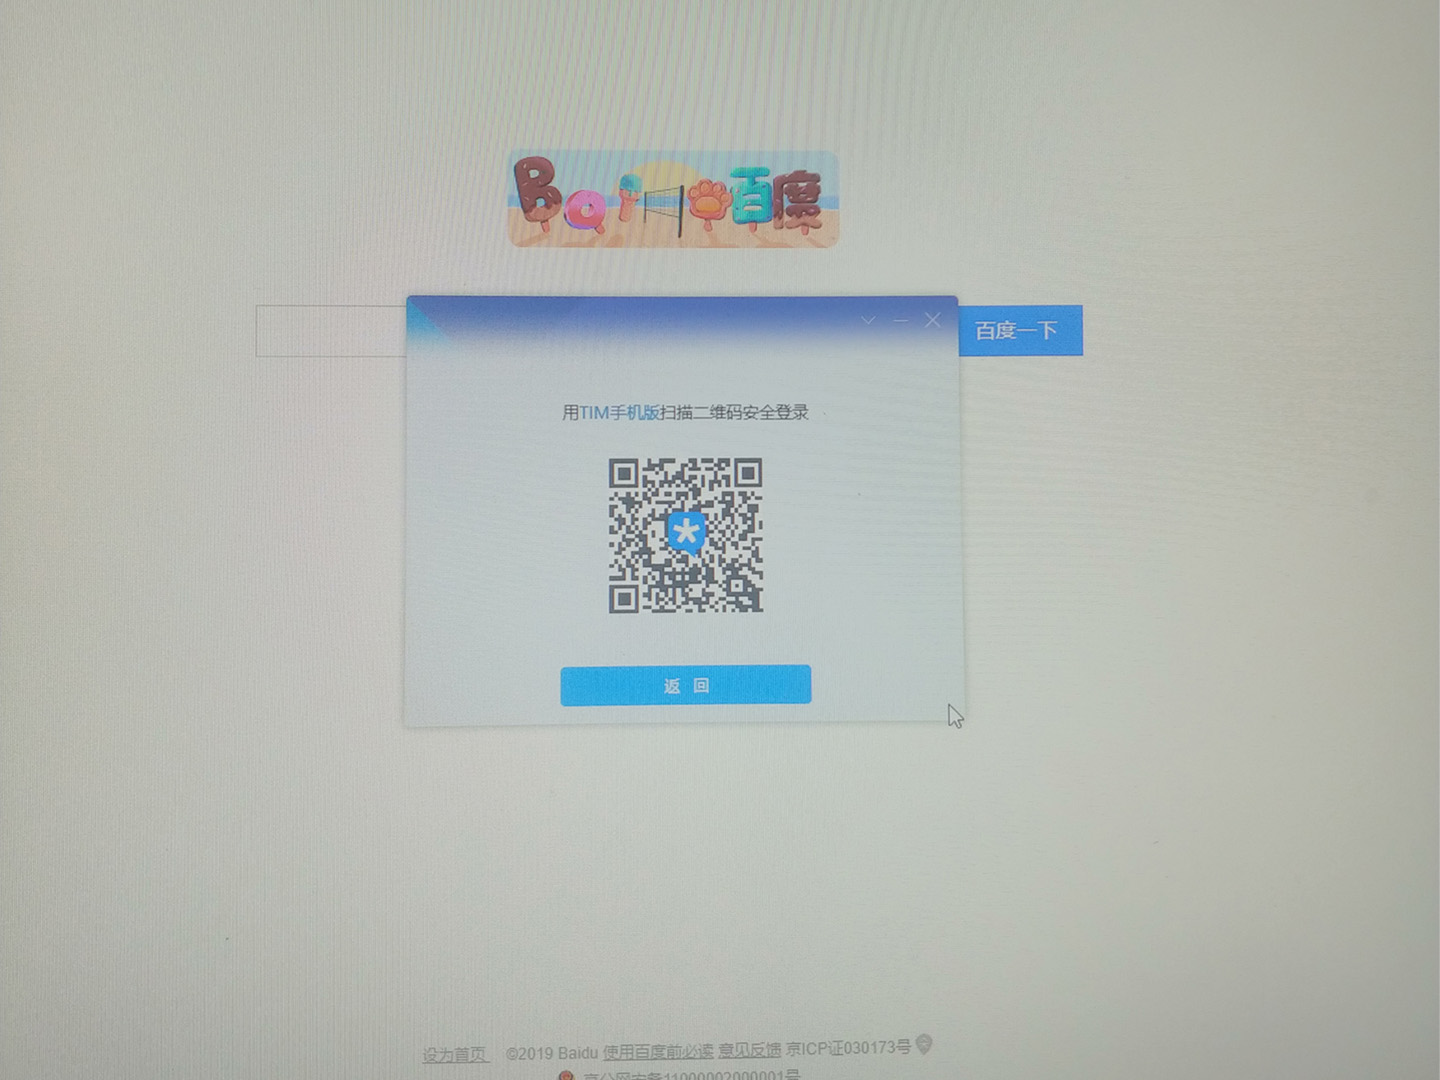 Bai 百度
百度一下
用TIM手机版扫描二维码安全登录
返 回
设为首页 ©2019 Baidu 使用百度前必读 意见反馈 京ICP证030173号
京公网安备11000002000001号